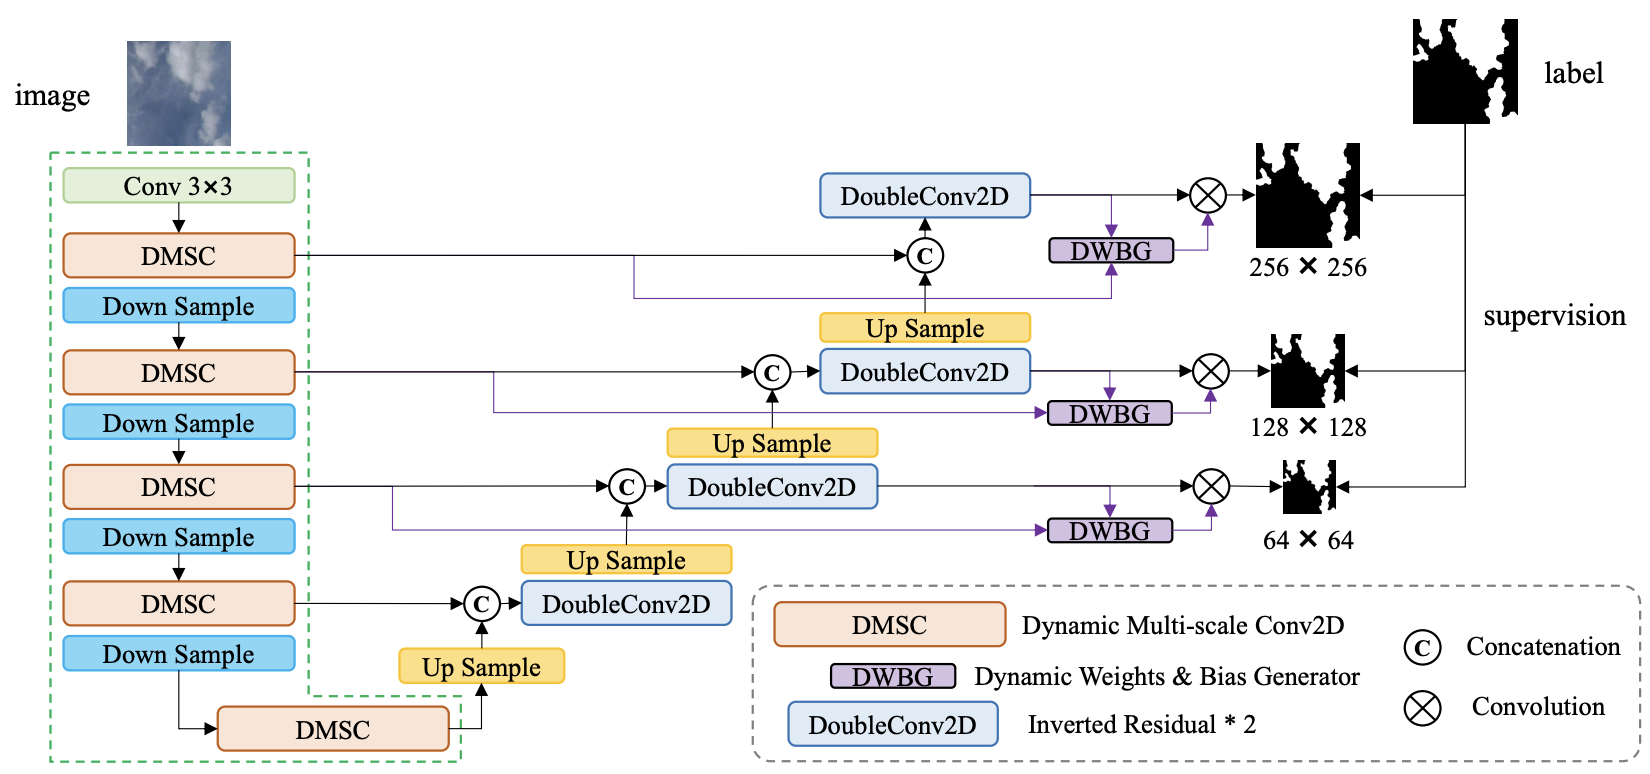 image
label
Conv 3×3
DoubleConv2D
DMSC
C
DWBG
256 × 256
Down Sample
Up Sample
supervision
DMSC
C
DoubleConv2D
DWBG
128 × 128
Down Sample
Up Sample
DMSC
C
DoubleConv2D
DWBG
64 × 64
Down Sample
Up Sample
DMSC
C
DoubleConv2D
Down Sample
Up Sample
DMSC
DMSC Dynamic Multi-scale Conv2D
C Concatenation
DWBG Dynamic Weights & Bias Generator
Convolution
DoubleConv2D Inverted Residual * 2